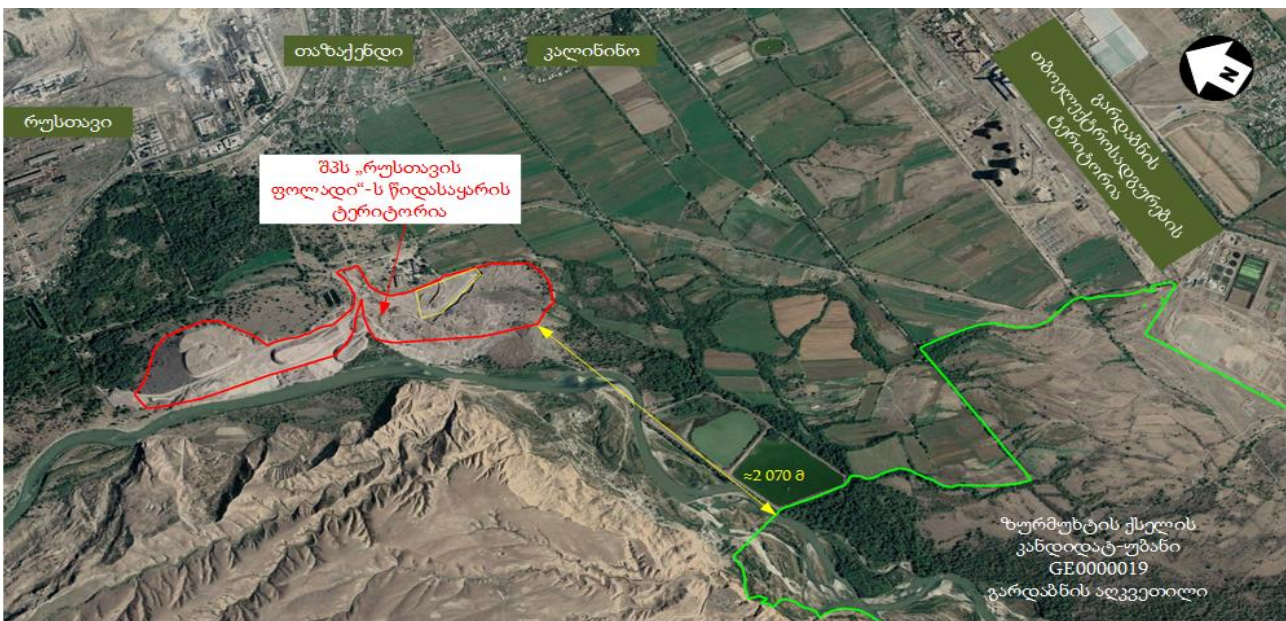 თაზაქენდი
კალინინო
რუსთავი
შპს „რუსთავის
ფოლადი“-ს წიდასაყარის
ტერიტორია
გარდაბნის
თბოელექტროსადგურების
ტერიტორია
N
≈2 070 მ
ზურმუხტის ქსელის
კანდიდატ-უბანი
GE0000019
გარდაბნის აღკვეთილი